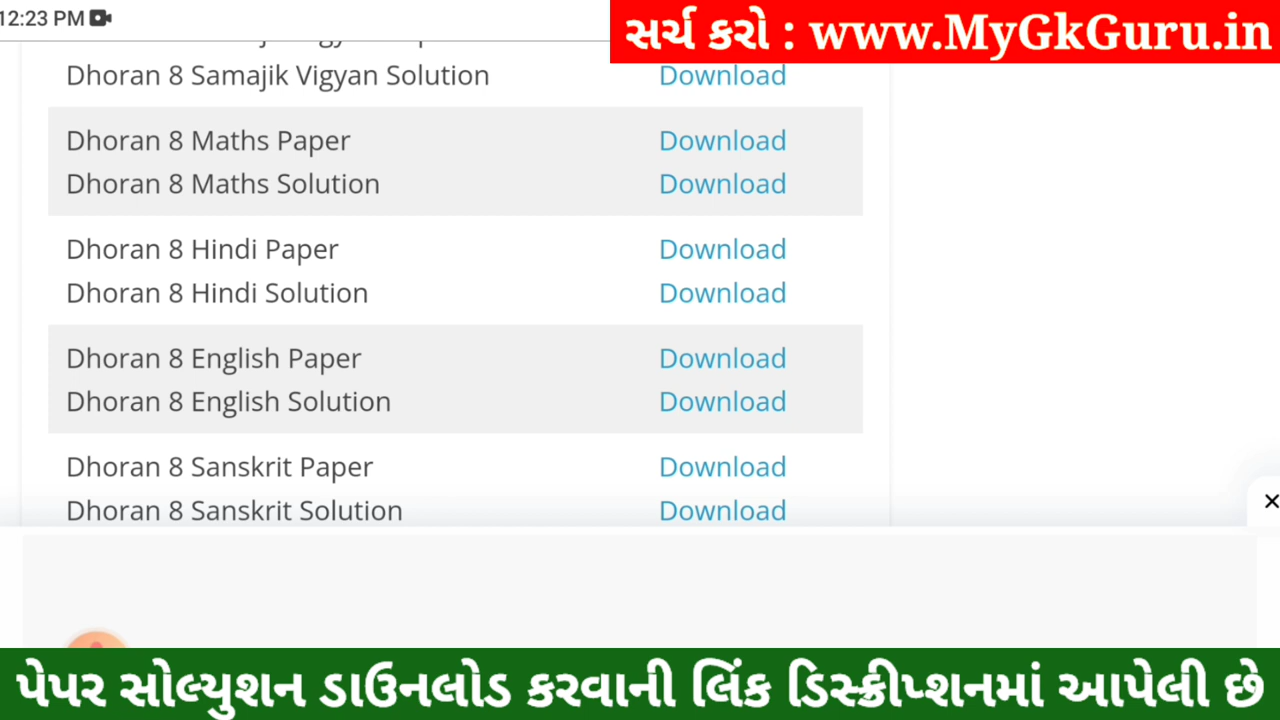 12:23 PM
સર્ચ કરો : www.MyGkGuru.in
Dhoran 8 Samajik Vigyan Solution Download
Dhoran 8 Maths Paper Download
Dhoran 8 Maths Solution Download
Dhoran 8 Hindi Paper Download
Dhoran 8 Hindi Solution Download
Dhoran 8 English Paper Download
Dhoran 8 English Solution Download
Dhoran 8 Sanskrit Paper Download
Dhoran 8 Sanskrit Solution Download
પેપર સોલ્યુશન ડાઉનલોડ કરવાની લિંક ડિસ્ક્રીપ્શનમાં આપેલી છે